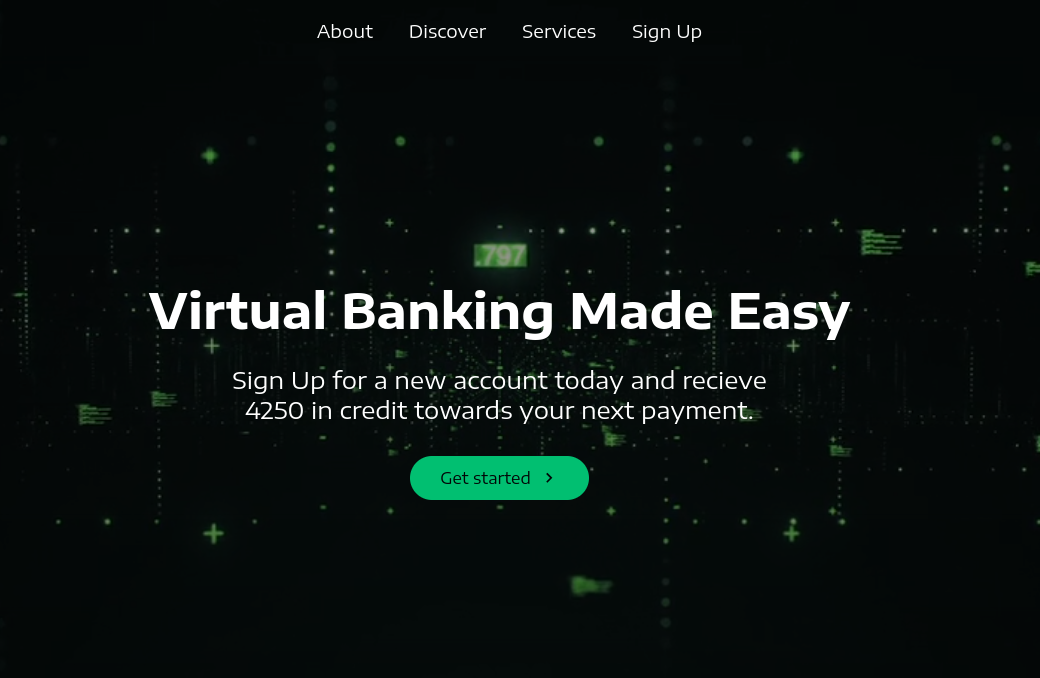 About Discover Services Sign Up
.797
Virtual Banking Made Easy
Sign Up for a new account today and recieve
4250 in credit towards your next payment.
Get started